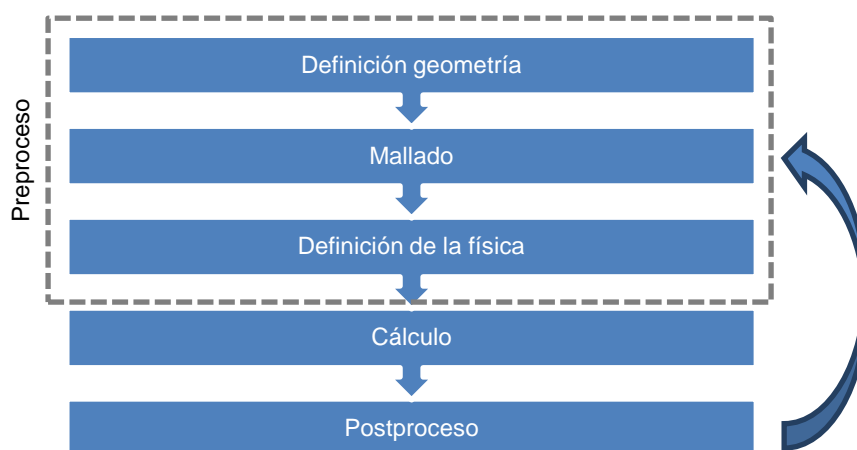 Preproceso
Definición geometría
Mallado
Definición de la física
Cálculo
Postproceso